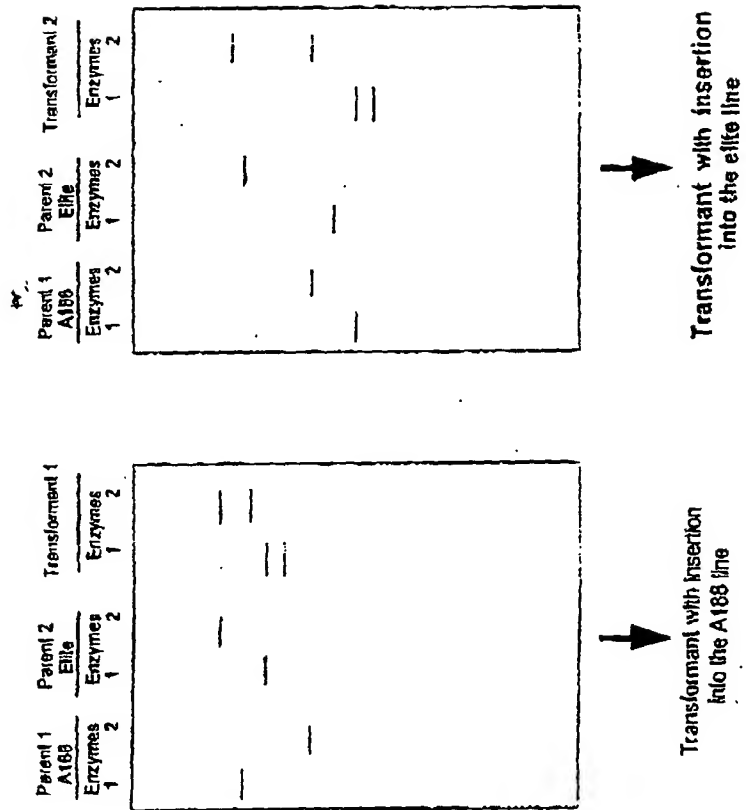 Parent 1
A188
Enzymes
1 2
Parent 2
Elite
Enzymes
1 2
Transformant 1
Enzymes
1 2
Transformant with insertion
into the A188 line
Parent 1
A188
Enzymes
1 2
Parent 2
Elite
Enzymes
1 2
Transformant 2
Enzymes
1 2
Transformant with insertion
into the elite line